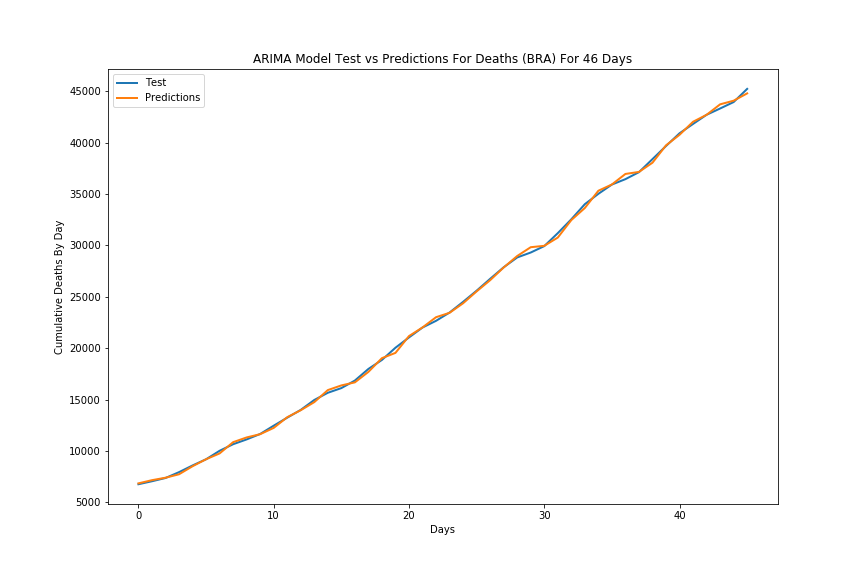 ARIMA Model Test vs Predictions For Deaths (BRA) For 46 Days
Test
Predictions
45000
40000
35000
30000
25000
20000
15000
10000
5000
Cumulative Deaths By Day
0 10 20 30 40
Days